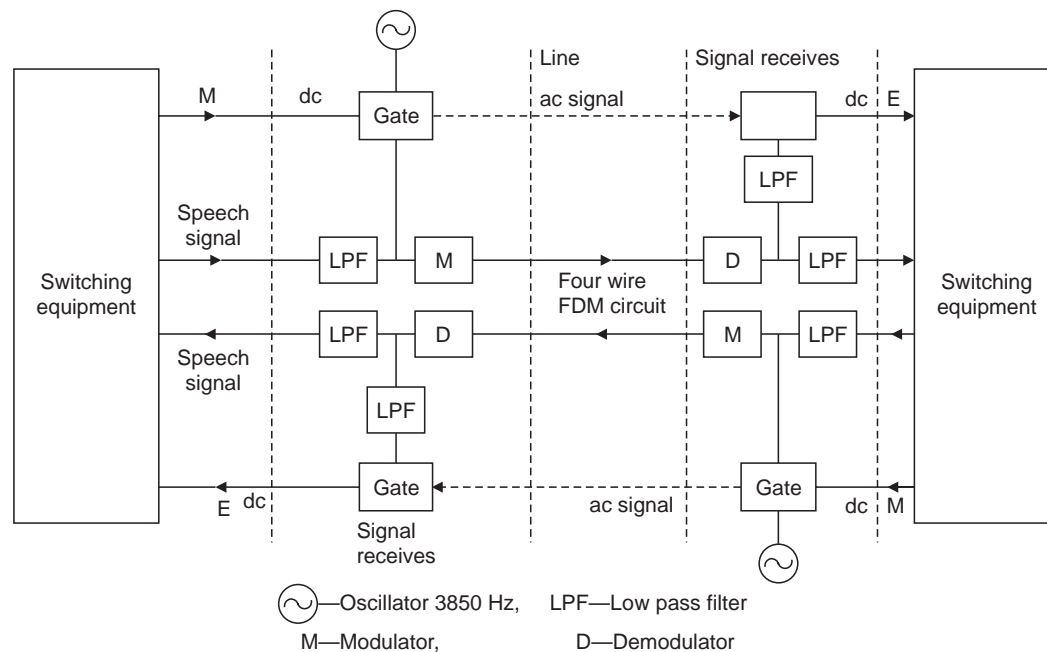 Line
Signal receives
M
dc
Gate
ac signal
dc
E
LPF
Speech
signal
LPF
M
D
LPF
Switching
equipment
Four wire
FDM circuit
Switching
equipment
LPF
D
M
LPF
Speech
signal
LPF
E
dc
Gate
ac signal
Gate
dc
M
Signal
receives
—Oscillator 3850 Hz, LPF—Low pass filter
M—Modulator, D—Demodulator